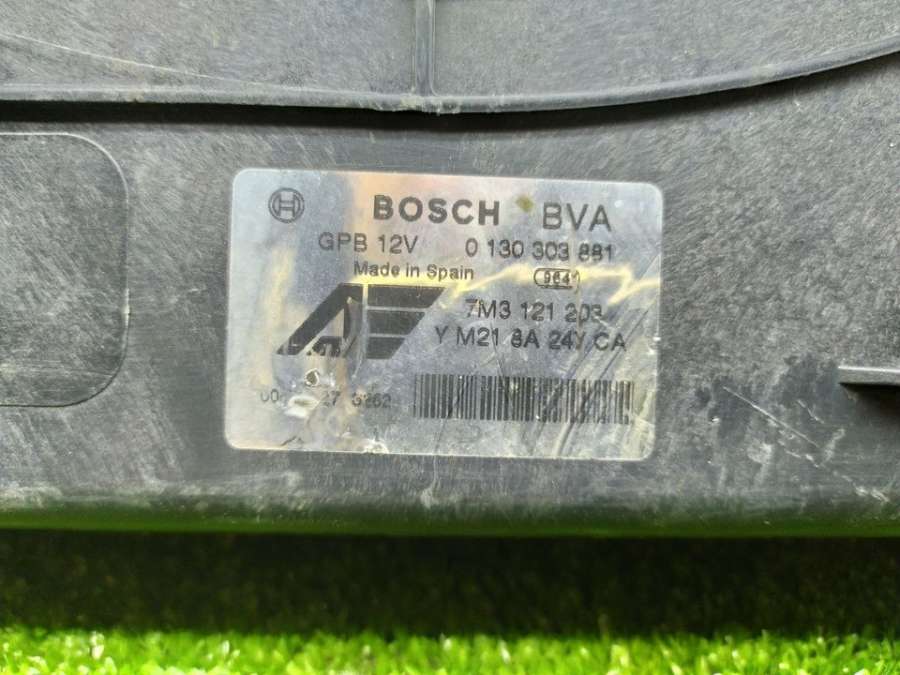 BOSCH BVA
GPB 12V 0 130 303 881
Made in Spain
7M3 121 203
Y M21 8A 24Y CA